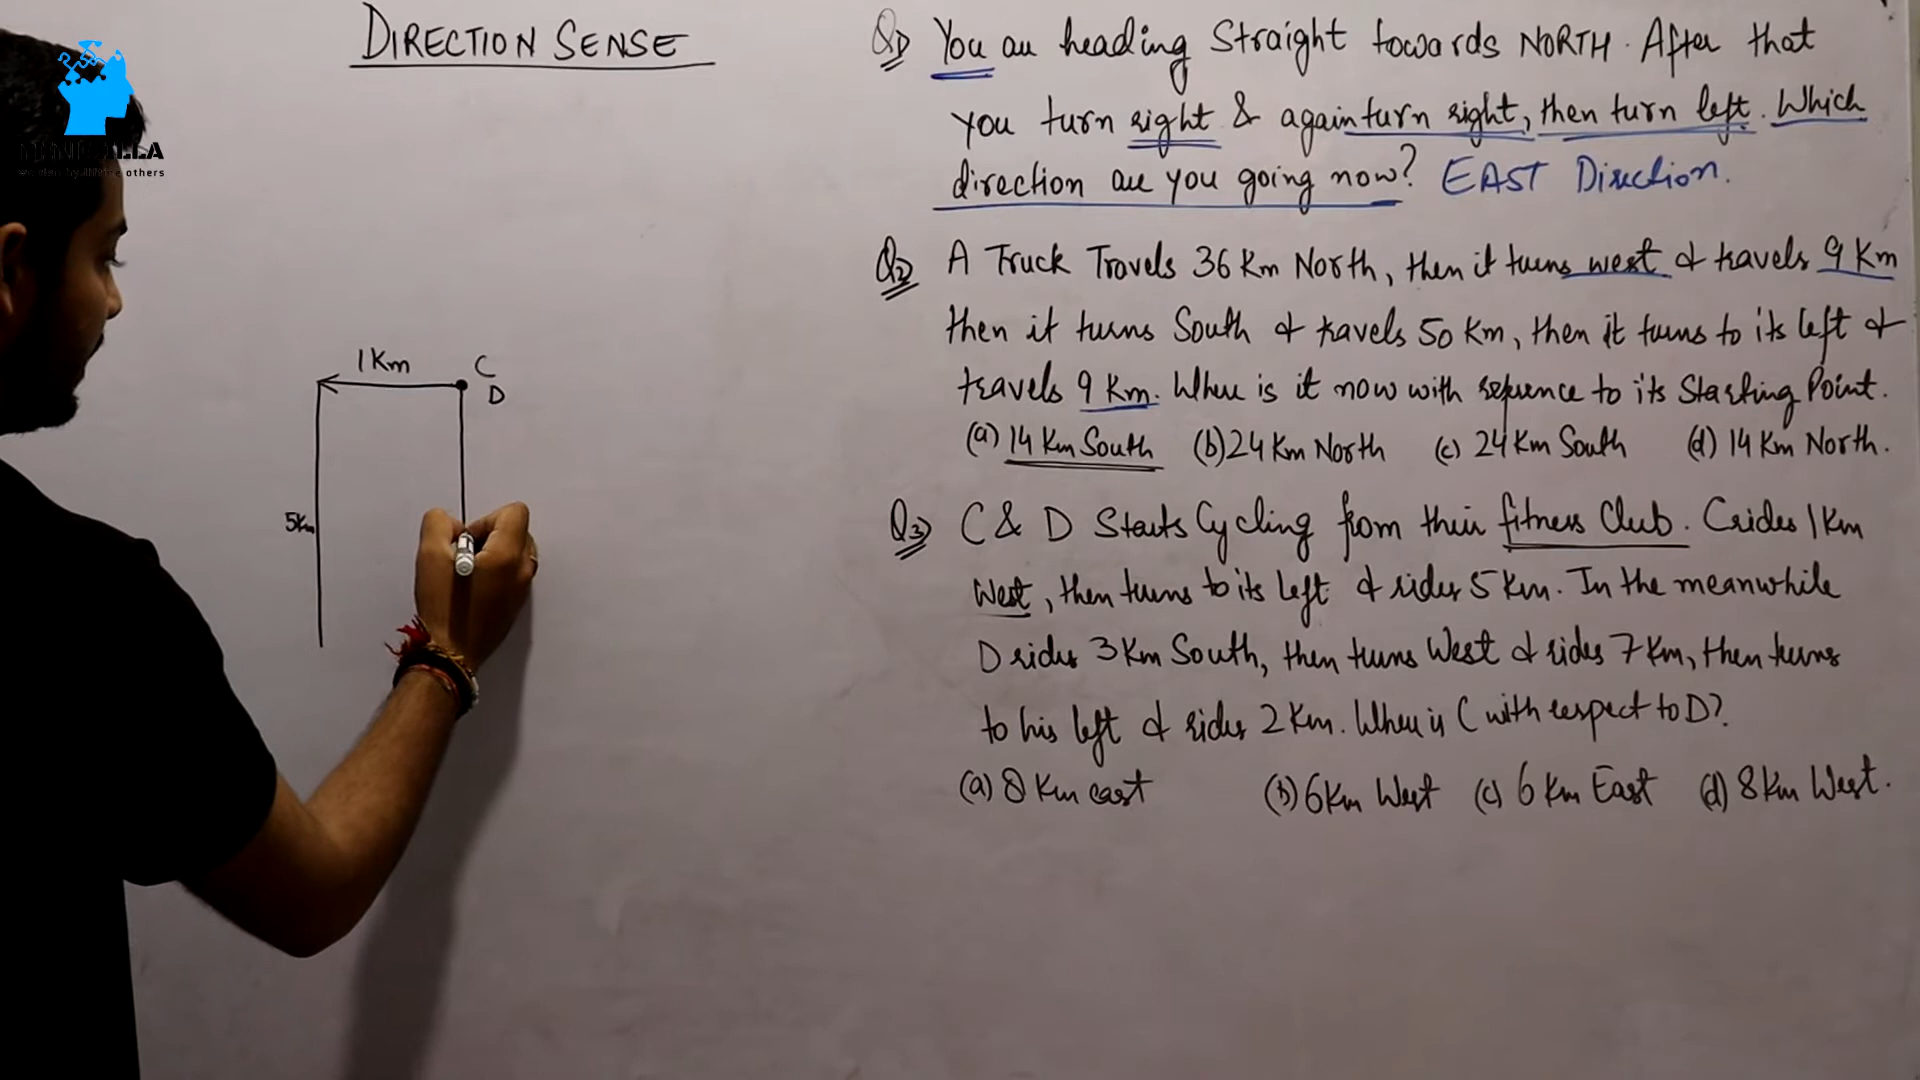 DIRECTION SENSE
Q1) You are heading Straight towards NORTH. After that
you turn right & again turn right, then turn left. Which
direction are you going now? EAST Direction.
Q2) A Truck Travels 36 Km North, then it turns west & travels 9 Km
then it turns South & travels 50 Km, then it turns to its left &
travels 9 Km. Where is it now with reference to its Starting Point.
(a) 14 Km South (b) 24 Km North (c) 24 Km South (d) 14 Km North.
Q3) C & D Starts Cycling from their fitness Club. C rides 1 Km
West, then turns to its left & rides 5 Km. In the meanwhile
D rides 3 Km South, then turns West & rides 7 Km, then turns
to his left & rides 2 Km. Where is C with respect to D?
(a) 8 Km east (b) 6 Km West (c) 6 Km East (d) 8 Km West.
1 Km
C
D
5 Km
others